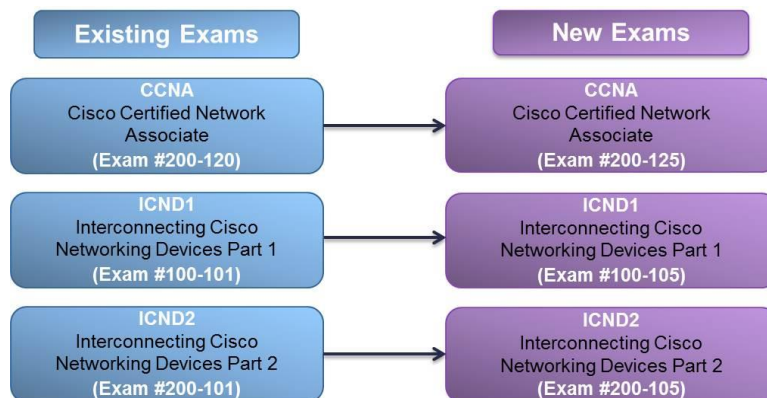 Existing Exams
New Exams
CCNA
Cisco Certified Network
Associate
(Exam #200-120)
CCNA
Cisco Certified Network
Associate
(Exam #200-125)
ICND1
Interconnecting Cisco
Networking Devices Part 1
(Exam #100-101)
ICND1
Interconnecting Cisco
Networking Devices Part 1
(Exam #100-105)
ICND2
Interconnecting Cisco
Networking Devices Part 2
(Exam #200-101)
ICND2
Interconnecting Cisco
Networking Devices Part 2
(Exam #200-105)